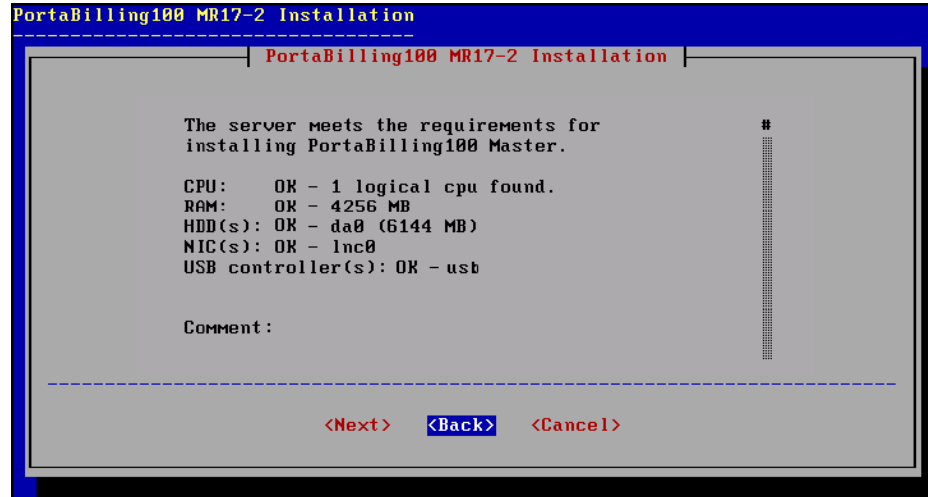 PortaBilling100 MR17-2 Installation
PortaBilling100 MR17-2 Installation
The server meets the requirements for
installing PortaBilling100 Master.
#
CPU: OK - 1 logical cpu found.
RAM: OK - 4256 MB
HDD(s): OK - da0 (6144 MB)
NIC(s): OK - lnc0
USB controller(s): OK - usb
Comment:
<Next> <Back> <Cancel>